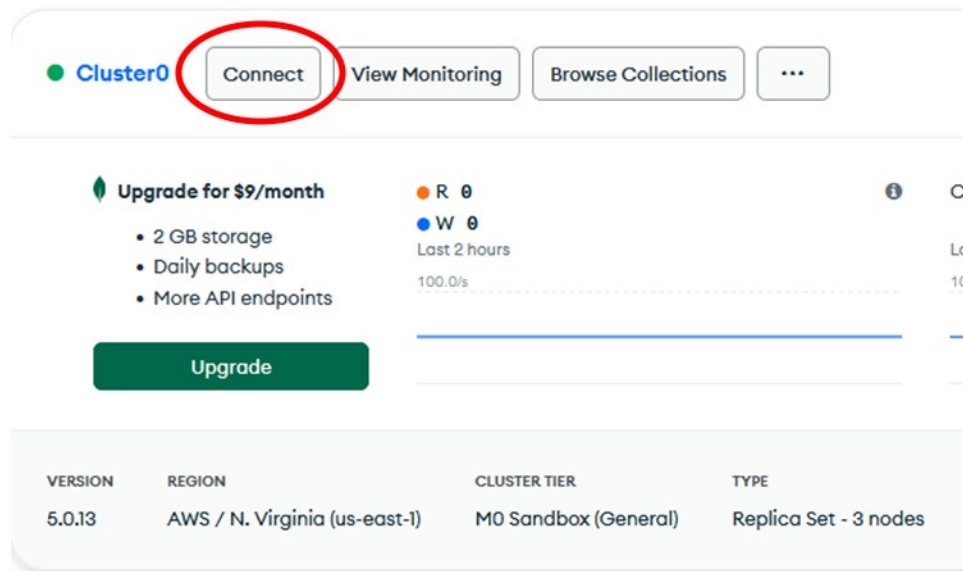 Cluster0 Connect View Monitoring Browse Collections ...
Upgrade for $9/month
• 2 GB storage
• Daily backups
• More API endpoints
Upgrade
R 0
W 0
Last 2 hours
100.0/s
VERSION REGION CLUSTER TIER TYPE
5.0.13 AWS / N. Virginia (us-east-1) M0 Sandbox (General) Replica Set - 3 nodes